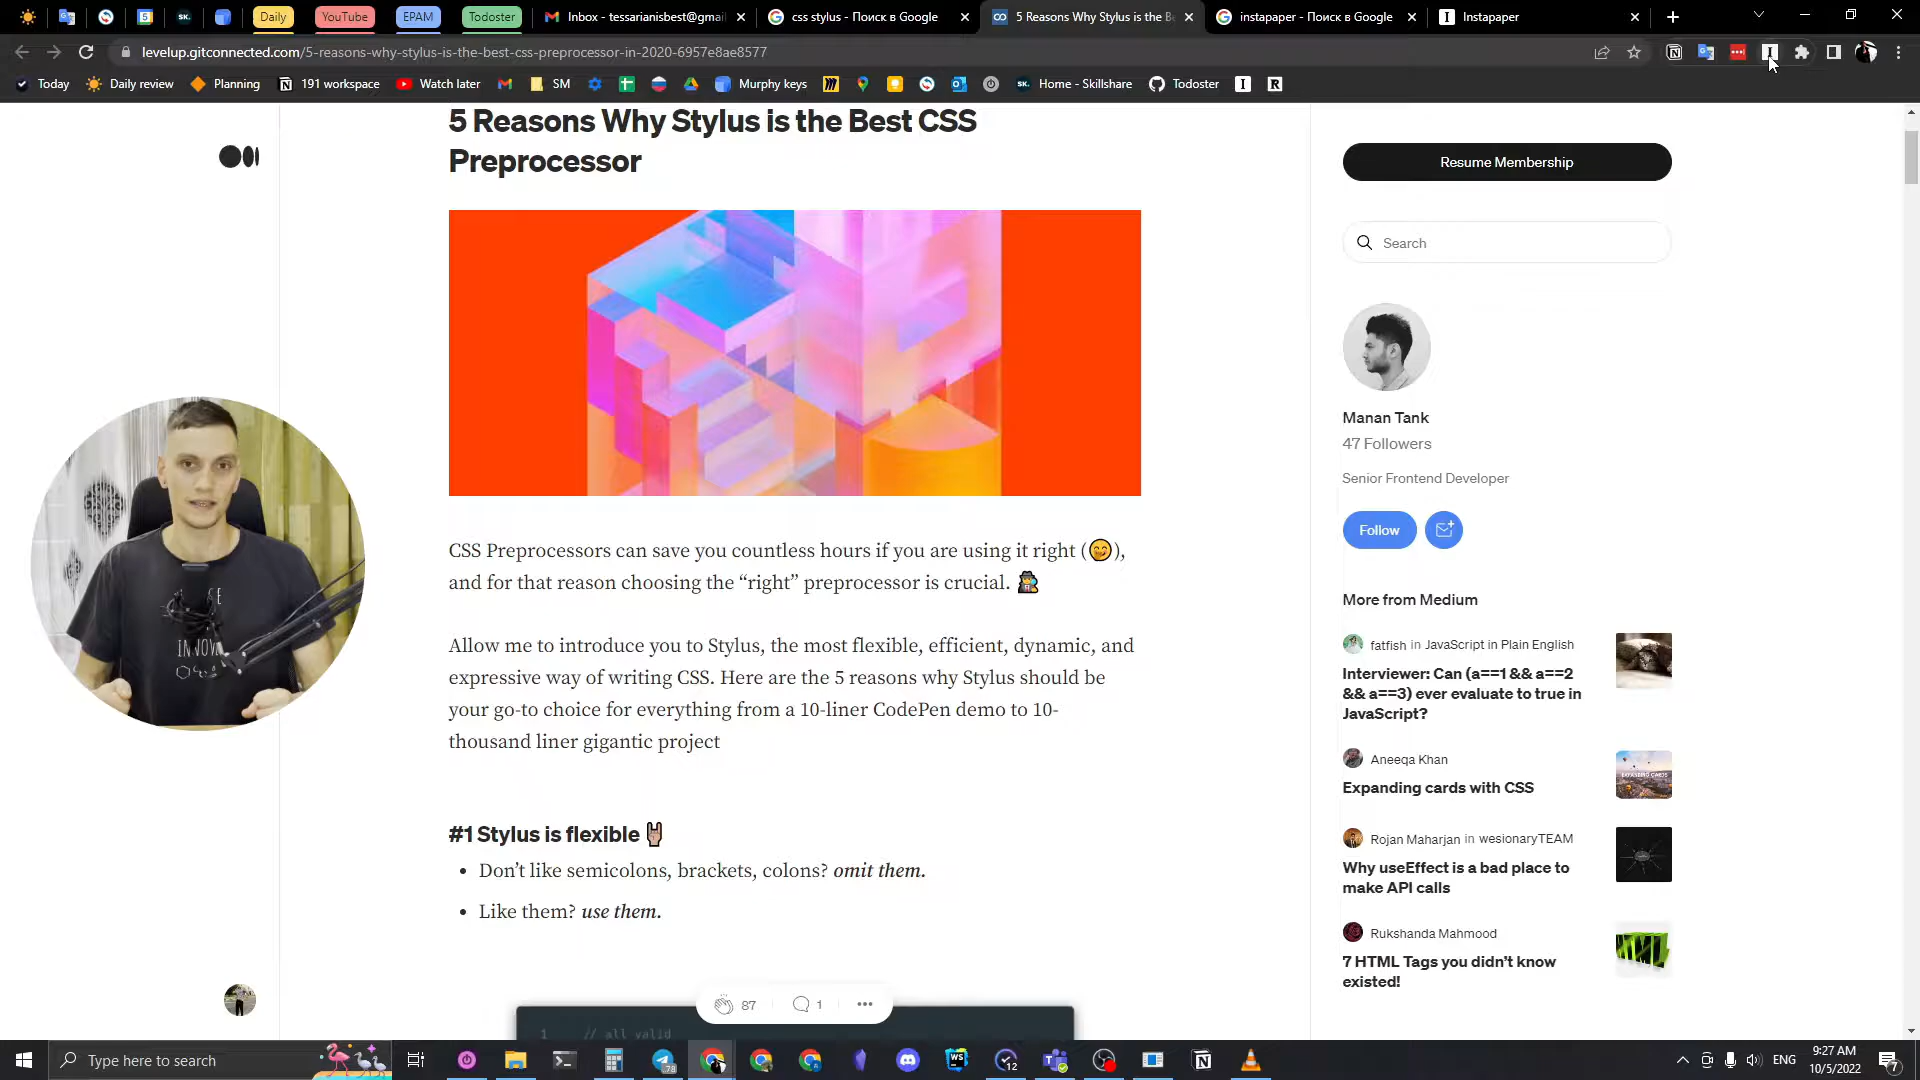 Daily
YouTube
EPAM
Todoster
Inbox - tessarianisbest@gmai
css stylus - Поиск в Google
5 Reasons Why Stylus is the B
instapaper - Поиск в Google
Instapaper
levelup.gitconnected.com/5-reasons-why-stylus-is-the-best-css-preprocessor-in-2020-6957e8ae8577
Today
Daily review
Planning
191 workspace
Watch later
SM
Murphy keys
Home - Skillshare
Todoster
5 Reasons Why Stylus is the Best CSS
Preprocessor
CSS Preprocessors can save you countless hours if you are using it right (🤭),
and for that reason choosing the “right” preprocessor is crucial.
Allow me to introduce you to Stylus, the most flexible, efficient, dynamic, and
expressive way of writing CSS. Here are the 5 reasons why Stylus should be
your go-to choice for everything from a 10-liner CodePen demo to 10-
thousand liner gigantic project
#1 Stylus is flexible 🤘
• Don’t like semicolons, brackets, colons? omit them.
• Like them? use them.
1 // all valid
87
1
Resume Membership
Search
Manan Tank
47 Followers
Senior Frontend Developer
Follow
More from Medium
fatfish in JavaScript in Plain English
Interviewer: Can (a==1 && a==2
&& a==3) ever evaluate to true in
JavaScript?
Aneeqa Khan
Expanding cards with CSS
Rojan Maharjan in wesionaryTEAM
Why useEffect is a bad place to
make API calls
Rukshanda Mahmood
7 HTML Tags you didn’t know
existed!
Type here to search
ENG
9:27 AM
10/5/2022